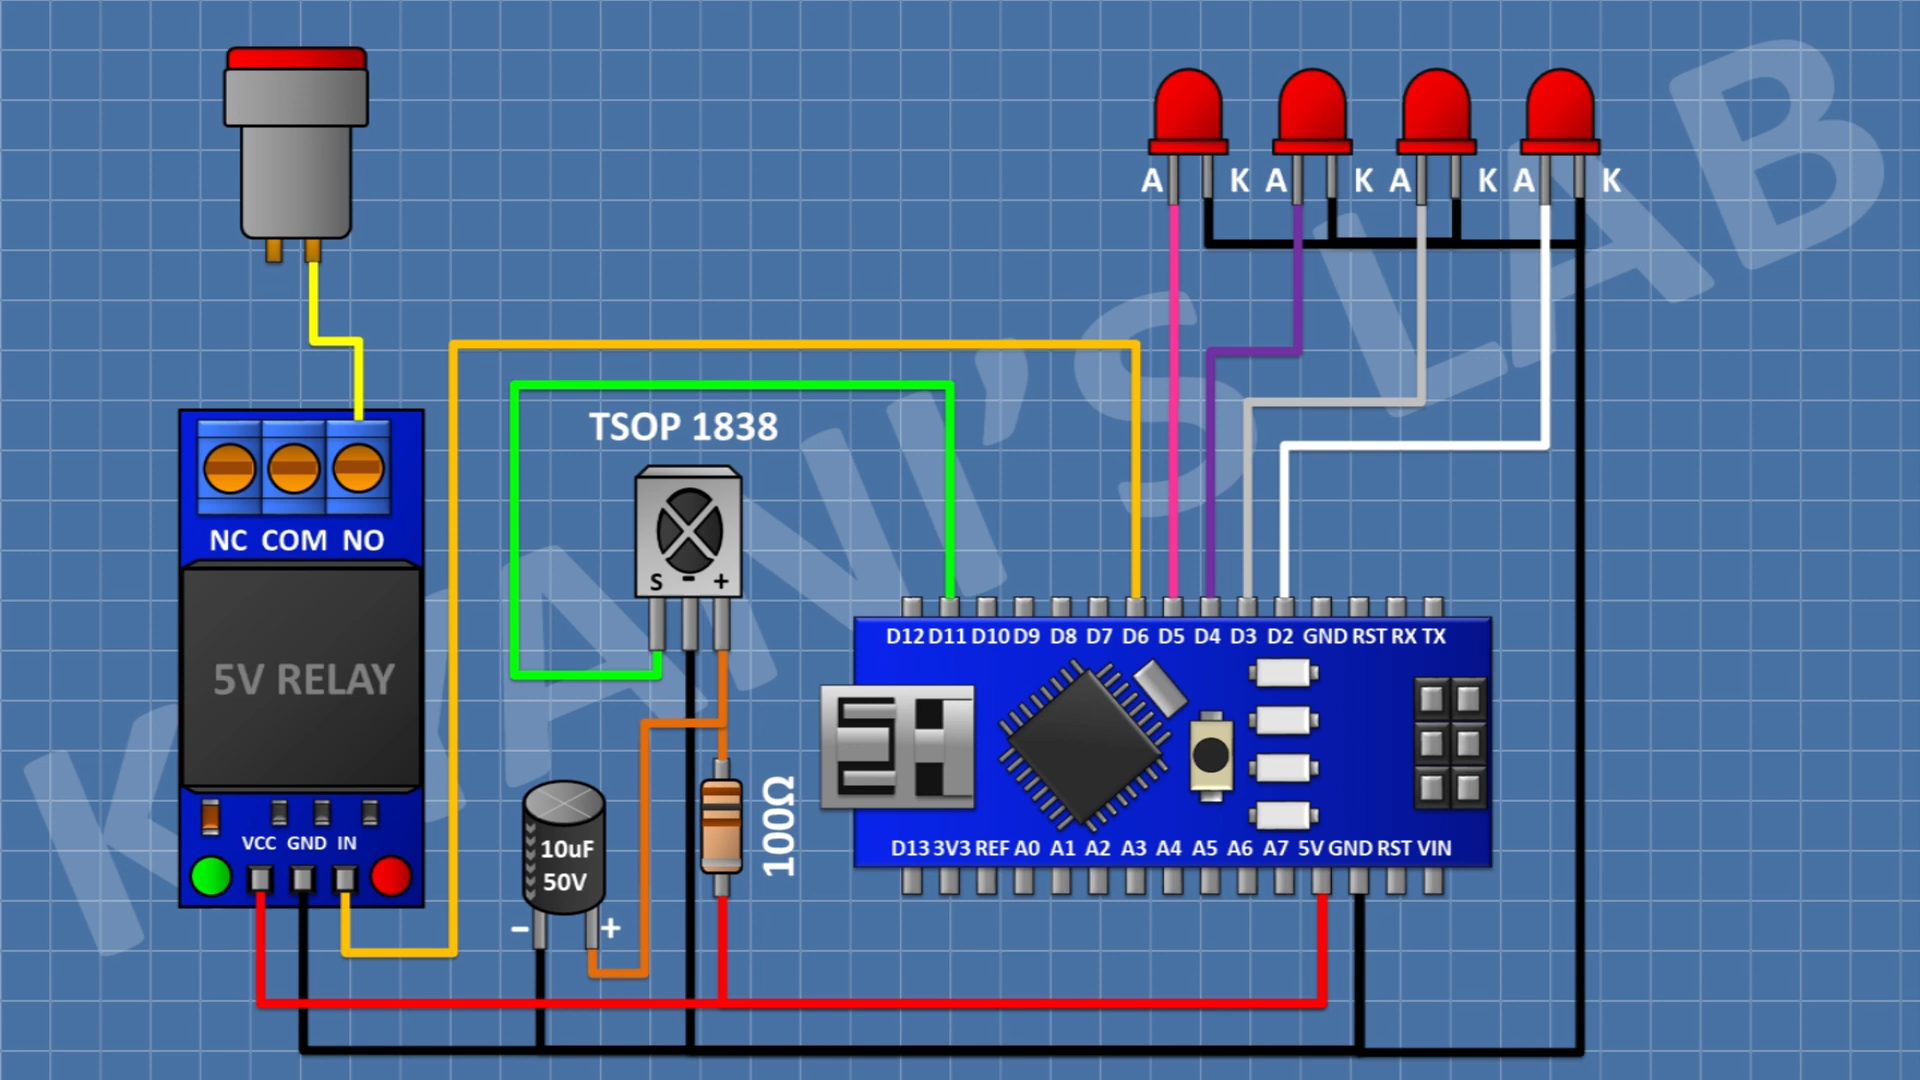 A K A K A K A K
TSOP 1838
NC COM NO
S - +
5V RELAY
D12 D11 D10 D9 D8 D7 D6 D5 D4 D3 D2 GND RST RX TX
100Ω
VCC GND IN
10uF
50V
- +
D13 3V3 REF A0 A1 A2 A3 A4 A5 A6 A7 5V GND RST VIN
KYANI'S LAB